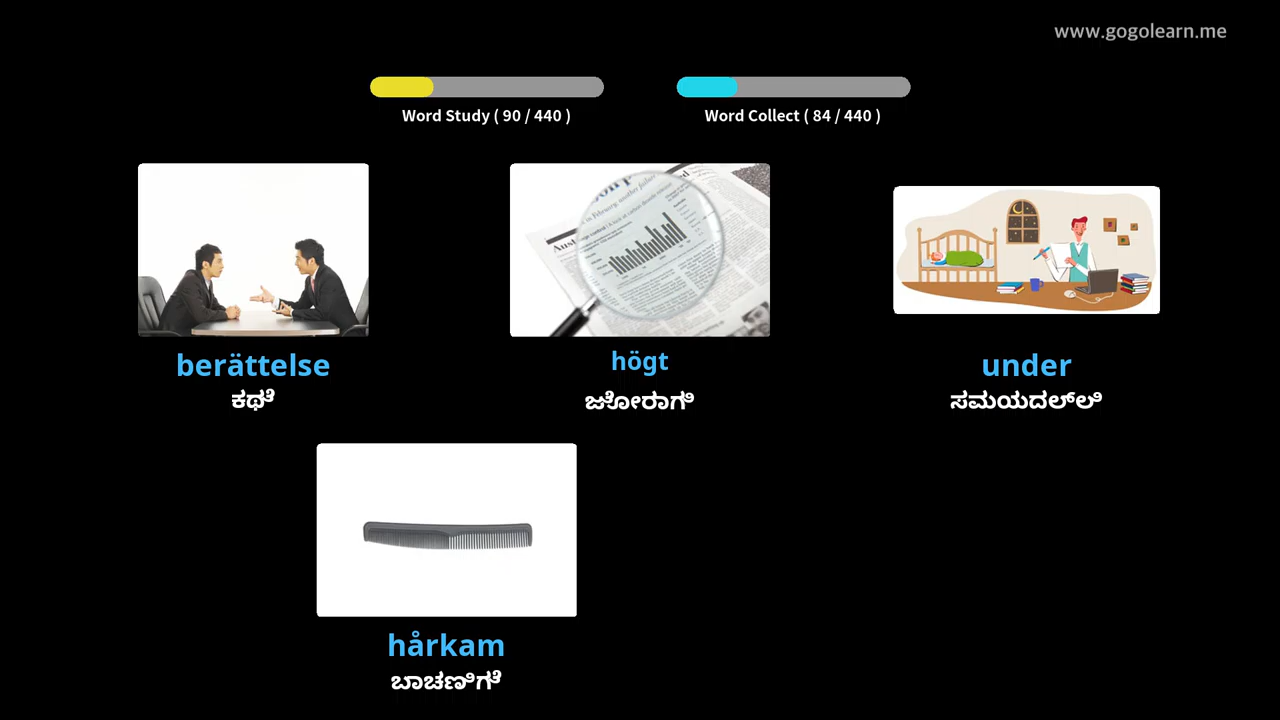 www.gogolearn.me
Word Study ( 90 / 440 )
Word Collect ( 84 / 440 )
berättelse
ಕಥೆ
högt
ಜೋರಾಗಿ
under
ಸಮಯದಲ್ಲಿ
hårkam
ಬಾಚಣಿಗೆ